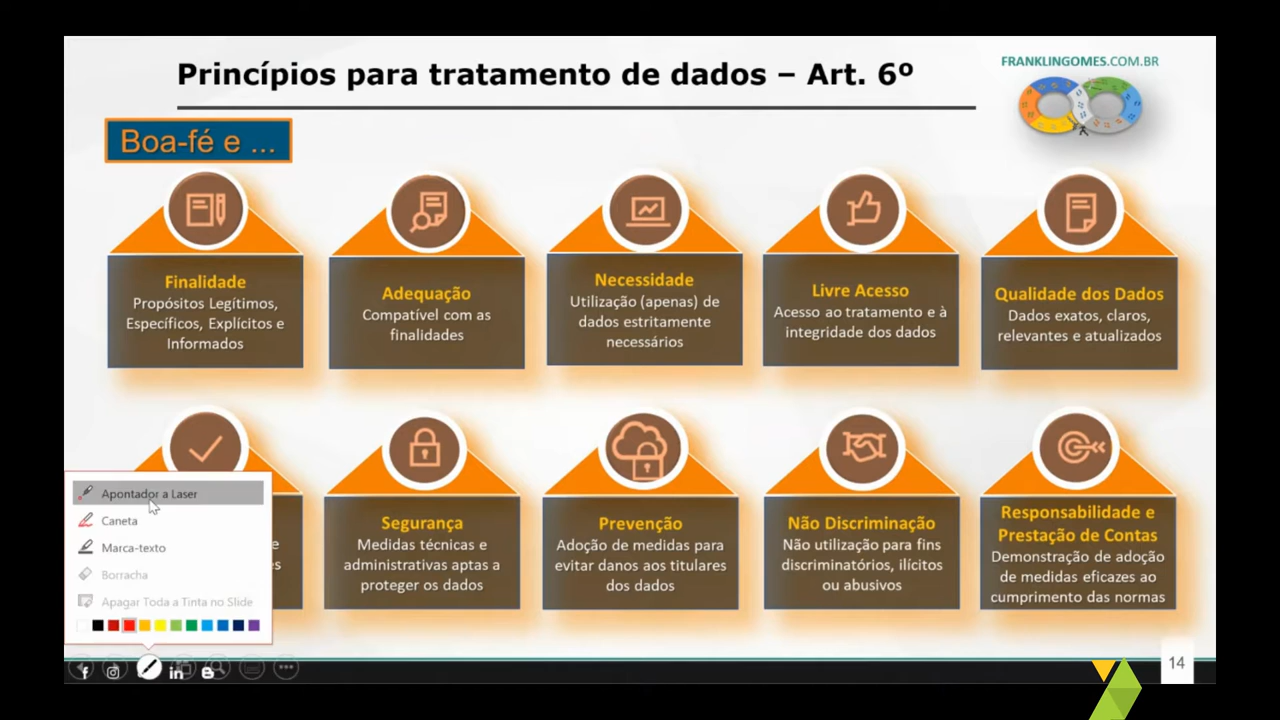 Princípios para tratamento de dados – Art. 6º
FRANKLINGOMES.COM.BR
Boa-fé e ...
Finalidade
Propósitos Legítimos,
Específicos, Explícitos e
Informados
Adequação
Compatível com as
finalidades
Necessidade
Utilização (apenas) de
dados estritamente
necessários
Livre Acesso
Acesso ao tratamento e à
integridade dos dados
Qualidade dos Dados
Dados exatos, claros,
relevantes e atualizados
Apontador a Laser
Caneta
Marca-texto
Borracha
Apagar Toda a Tinta no Slide
e
es
Segurança
Medidas técnicas e
administrativas aptas a
proteger os dados
Prevenção
Adoção de medidas para
evitar danos aos titulares
dos dados
Não Discriminação
Não utilização para fins
discriminatórios, ilícitos
ou abusivos
Responsabilidade e
Prestação de Contas
Demonstração de adoção
de medidas eficazes ao
cumprimento das normas
14